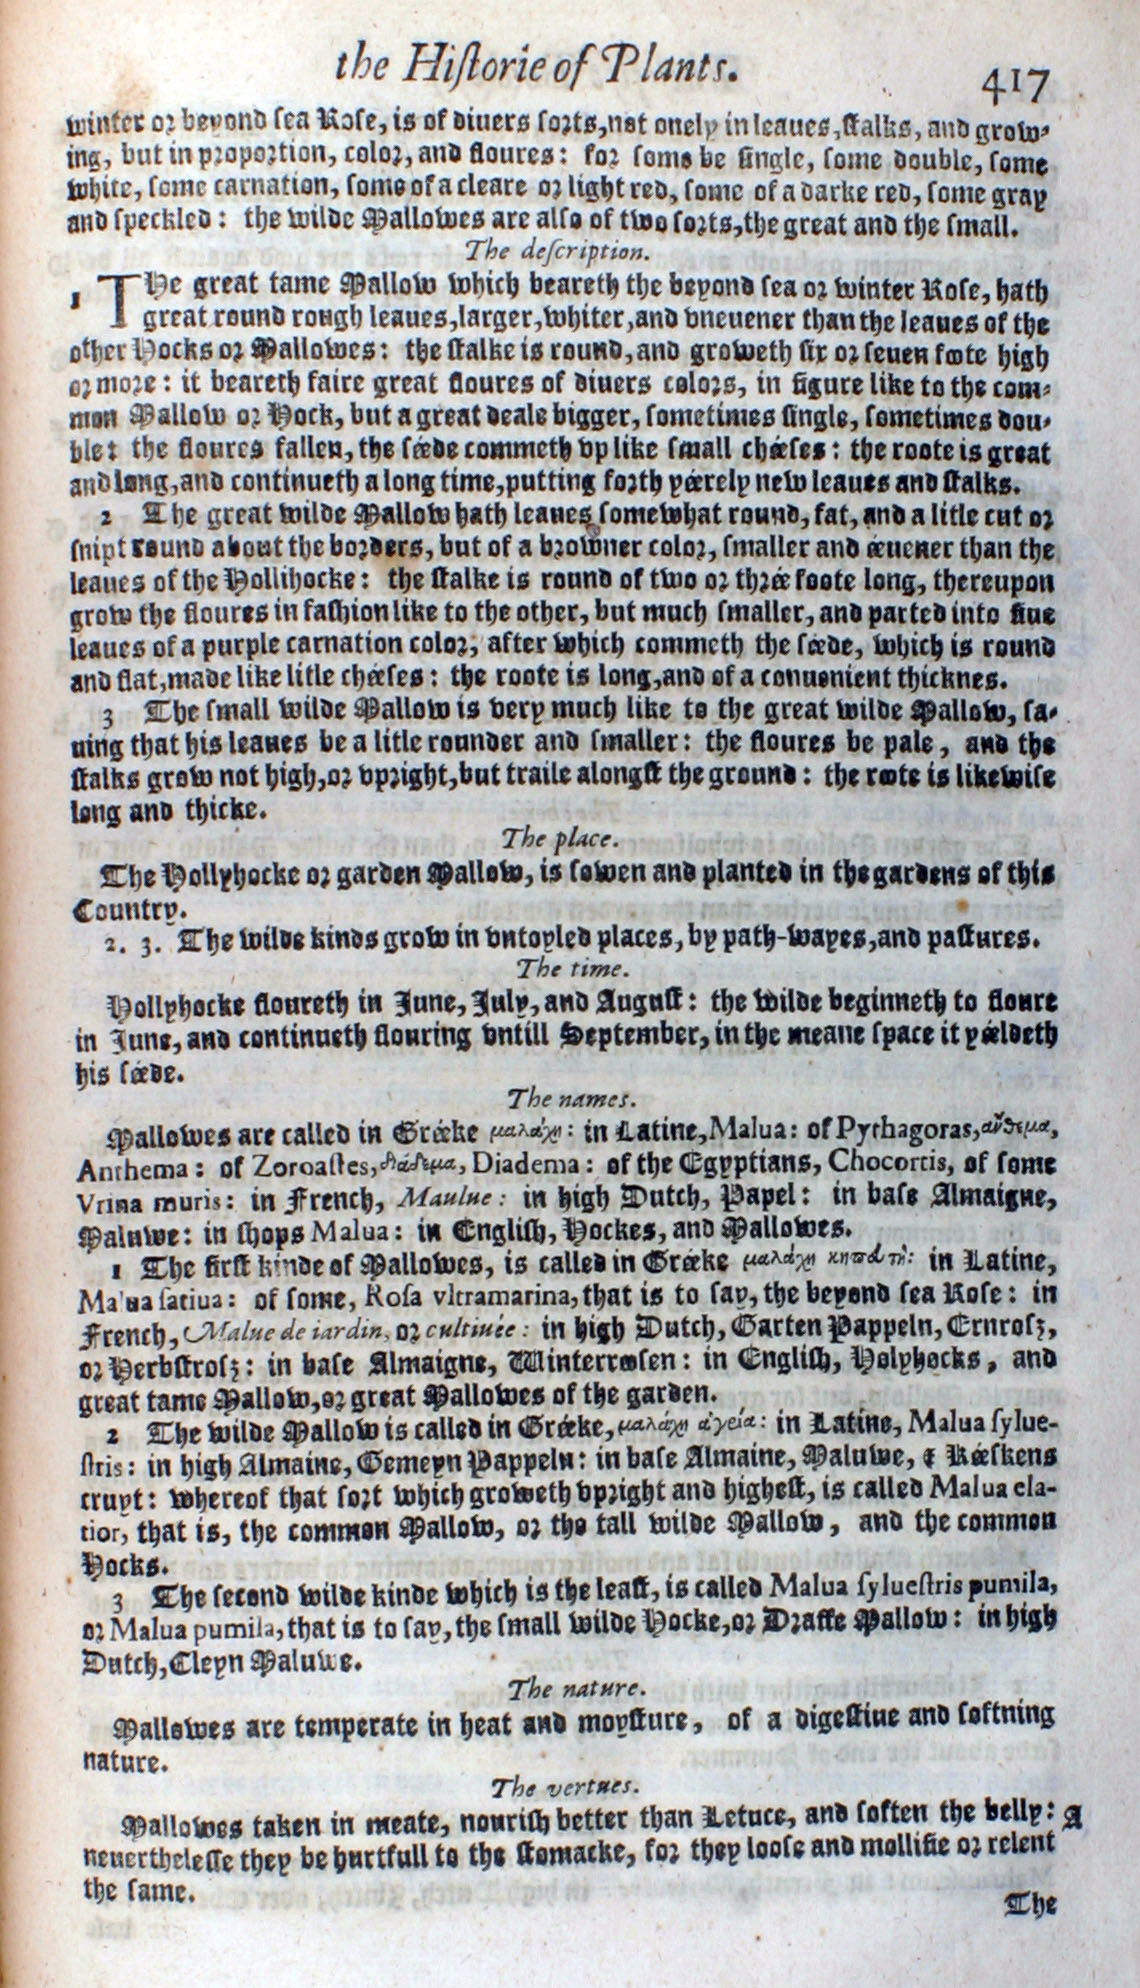 the Hiſtorie of Plants. 417
winter or beyond ſea Roſe, is of diuers ſorts, not onely in leaues, ſtalks, and grow-
ing, but in proportion, color, and floures: for ſome be ſingle, ſome double, ſome
white, ſome carnation, ſome of a cleare or light red, ſome of a darke red, ſome gray
and ſpeckled: the wilde Mallowes are alſo of two ſorts, the great and the ſmall.
The deſcription.
1 THe great tame Mallow which beareth the beyond ſea or winter Roſe, hath
great round rough leaues, larger, whiter, and vneuener than the leaues of the
other Hocks or Mallowes: the ſtalke is round, and groweth ſix or ſeuen foote high
or more: it beareth faire great floures of diuers colors, in figure like to the com-
mon Mallow or Hock, but a great deale bigger, ſometimes ſingle, ſometimes dou-
ble: the floures fallen, the ſeede commeth vp like ſmall cheeſes: the roote is great
and long, and continueth a long time, putting forth yeerely new leaues and ſtalks.
2 The great wilde Mallow hath leaues ſomewhat round, fat, and a litle cut or
ſnipt round about the borders, but of a browner color, ſmaller and eeuener than the
leaues of the Hollihocke: the ſtalke is round of two or three foote long, thereupon
grow the floures in faſhion like to the other, but much ſmaller, and parted into fiue
leaues of a purple carnation color, after which commeth the ſeede, which is round
and flat, made like litle cheeſes: the roote is long, and of a conuenient thicknes.
3 The ſmall wilde Mallow is very much like to the great wilde Mallow, ſa-
uing that his leaues be a litle rounder and ſmaller: the floures be pale, and the
ſtalks grow not high, or vpright, but traile alongſt the ground: the roote is likewiſe
long and thicke.
The place.
The Hollyhocke or garden Mallow, is ſowen and planted in the gardens of this
Country.
2. 3. The wilde kinds grow in vntoyled places, by path-wayes, and paſtures.
The time.
Hollyhocke floureth in June, July, and Auguſt: the wilde beginneth to floure
in June, and continueth flouring vntill September, in the meane ſpace it yeeldeth
his ſeede.
The names.
Mallowes are called in Greeke μαλάχη: in Latine, Malua: of Pythagoras, ἄνθεμα,
Anthema: of Zoroaſtes, διάδεμα, Diadema: of the Egyptians, Chocortis, of ſome
Vrina muris: in French, Maulue: in high Dutch, Papel: in baſe Almaigne,
Maluwe: in ſhops Malua: in Engliſh, Hockes, and Mallowes.
1 The firſt kinde of Mallowes, is called in Greeke μαλάχη : in Latine,
Malua ſatiua: of ſome, Roſa vltramarina, that is to ſay, the beyond ſea Roſe: in
French, Malue de iardin, or cultiuée: in high Dutch, Garten Pappeln, Ernroſz,
or Herbſtroſz: in baſe Almaigne, Winterrooſen: in Engliſh, Holyhocks, and
great tame Mallow, or great Mallowes of the garden.
2 The wilde Mallow is called in Greeke, μαλάχη ἀγρία: in Latine, Malua ſylue-
ſtris: in high Almaine, Gemeyn Pappeln: in baſe Almaine, Maluwe, & Keeſkens
cruyt: whereof that ſort which groweth vpright and higheſt, is called Malua ela-
tior, that is, the common Mallow, or the tall wilde Mallow, and the common
Hocks.
3 The ſecond wilde kinde which is the leaſt, is called Malua ſylueſtris pumila,
or Malua pumila, that is to ſay, the ſmall wilde Hocke, or Draffe Mallow: in high
Dutch, Cleyn Maluwe.
The nature.
Mallowes are temperate in heat and moyſture, of a digeſtiue and ſoftning
nature.
The vertues.
Mallowes taken in meate, nouriſh better than Letuce, and ſoften the belly: A
neuertheleſſe they be hurtfull to the ſtomacke, for they looſe and mollifie or relent
the ſame.
The